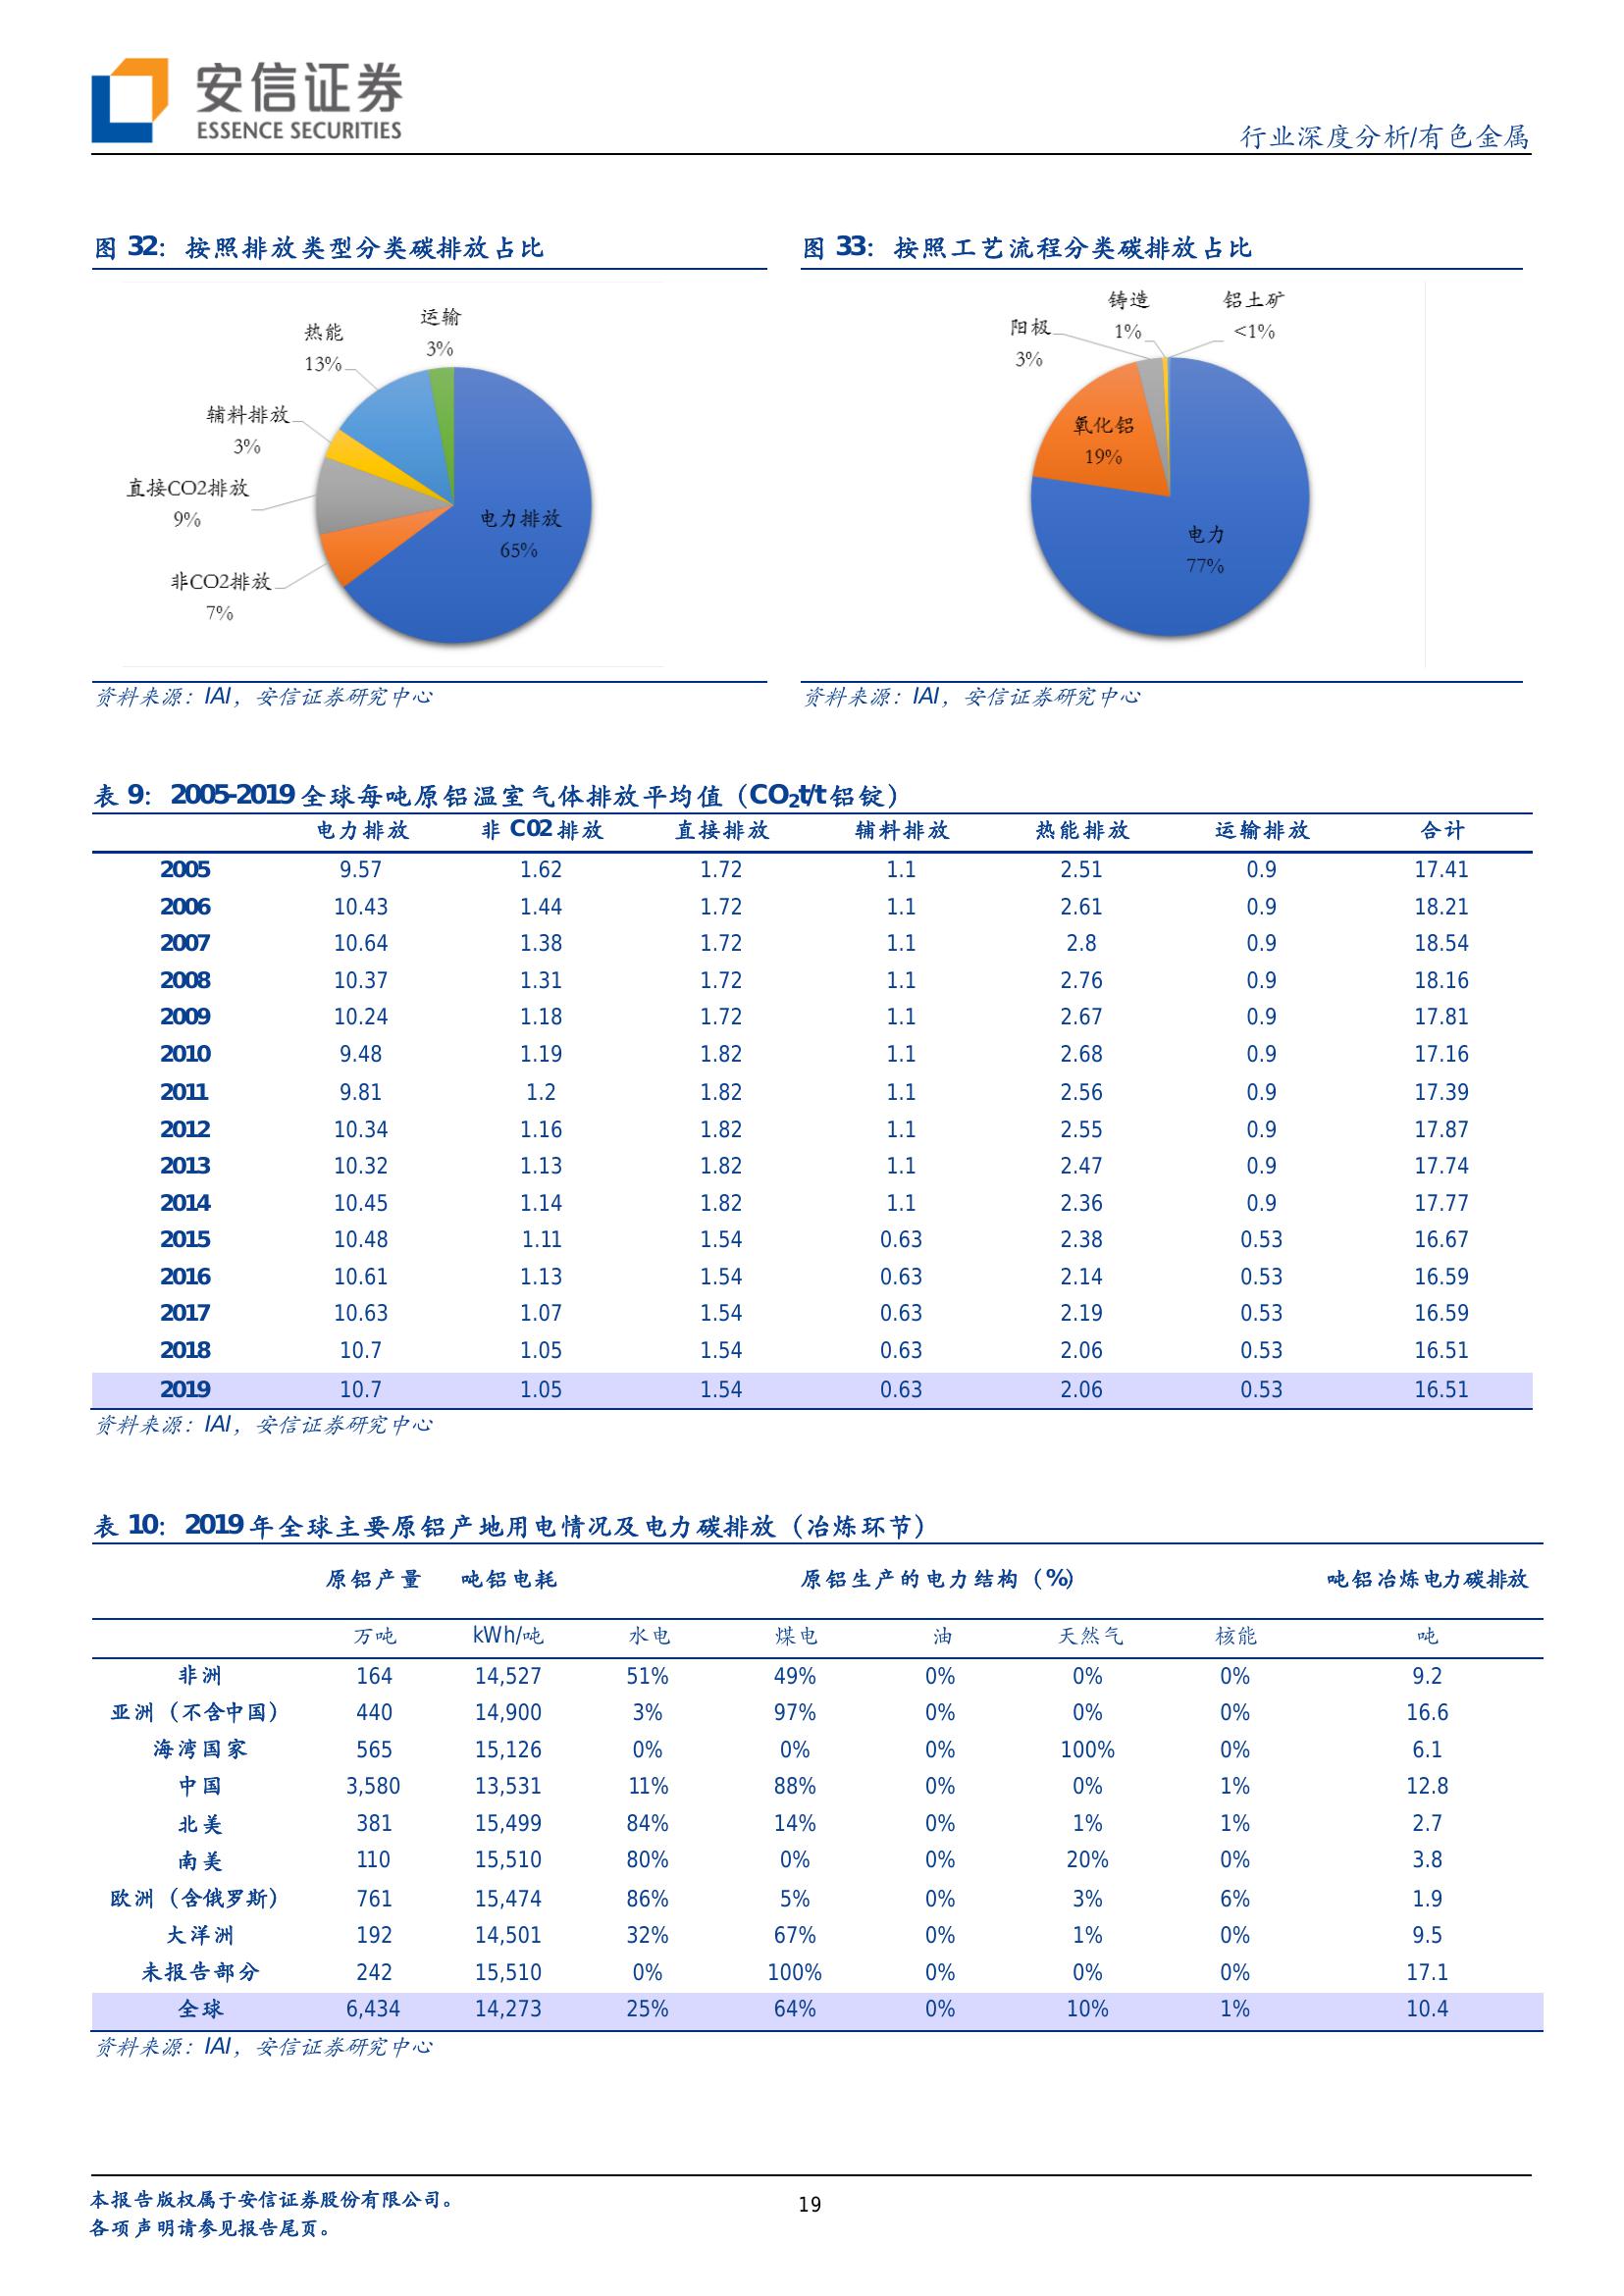 安信证券
ESSENCE SECURITIES
行业深度分析/有色金属
图 32：按照排放类型分类碳排放占比
运输
3%
热能
13%
辅料排放
3%
直接CO2排放
9%
非CO2排放
7%
电力排放
65%
资料来源：IAI，安信证券研究中心
图 33：按照工艺流程分类碳排放占比
铸造
1%
铝土矿
<1%
阳极
3%
氧化铝
19%
电力
77%
资料来源：IAI，安信证券研究中心
表 9：2005-2019 全球每吨原铝温室气体排放平均值（CO₂t/t 铝锭）
电力排放 非 C02 排放 直接排放 辅料排放 热能排放 运输排放 合计
2005 9.57 1.62 1.72 1.1 2.51 0.9 17.41
2006 10.43 1.44 1.72 1.1 2.61 0.9 18.21
2007 10.64 1.38 1.72 1.1 2.8 0.9 18.54
2008 10.37 1.31 1.72 1.1 2.76 0.9 18.16
2009 10.24 1.18 1.72 1.1 2.67 0.9 17.81
2010 9.48 1.19 1.82 1.1 2.68 0.9 17.16
2011 9.81 1.2 1.82 1.1 2.56 0.9 17.39
2012 10.34 1.16 1.82 1.1 2.55 0.9 17.87
2013 10.32 1.13 1.82 1.1 2.47 0.9 17.74
2014 10.45 1.14 1.82 1.1 2.36 0.9 17.77
2015 10.48 1.11 1.54 0.63 2.38 0.53 16.67
2016 10.61 1.13 1.54 0.63 2.14 0.53 16.59
2017 10.63 1.07 1.54 0.63 2.19 0.53 16.59
2018 10.7 1.05 1.54 0.63 2.06 0.53 16.51
2019 10.7 1.05 1.54 0.63 2.06 0.53 16.51
资料来源：IAI，安信证券研究中心
表 10：2019 年全球主要原铝产地用电情况及电力碳排放（冶炼环节）
原铝产量 吨铝电耗 原铝生产的电力结构（%） 吨铝冶炼电力碳排放
万吨 kWh/吨 水电 煤电 油 天然气 核能 吨
非洲 164 14,527 51% 49% 0% 0% 0% 9.2
亚洲（不含中国） 440 14,900 3% 97% 0% 0% 0% 16.6
海湾国家 565 15,126 0% 0% 0% 100% 0% 6.1
中国 3,580 13,531 11% 88% 0% 0% 1% 12.8
北美 381 15,499 84% 14% 0% 1% 1% 2.7
南美 110 15,510 80% 0% 0% 20% 0% 3.8
欧洲（含俄罗斯） 761 15,474 86% 5% 0% 3% 6% 1.9
大洋洲 192 14,501 32% 67% 0% 1% 0% 9.5
未报告部分 242 15,510 0% 100% 0% 0% 0% 17.1
全球 6,434 14,273 25% 64% 0% 10% 1% 10.4
资料来源：IAI，安信证券研究中心
本报告版权属于安信证券股份有限公司。
各项声明请参见报告尾页。
19